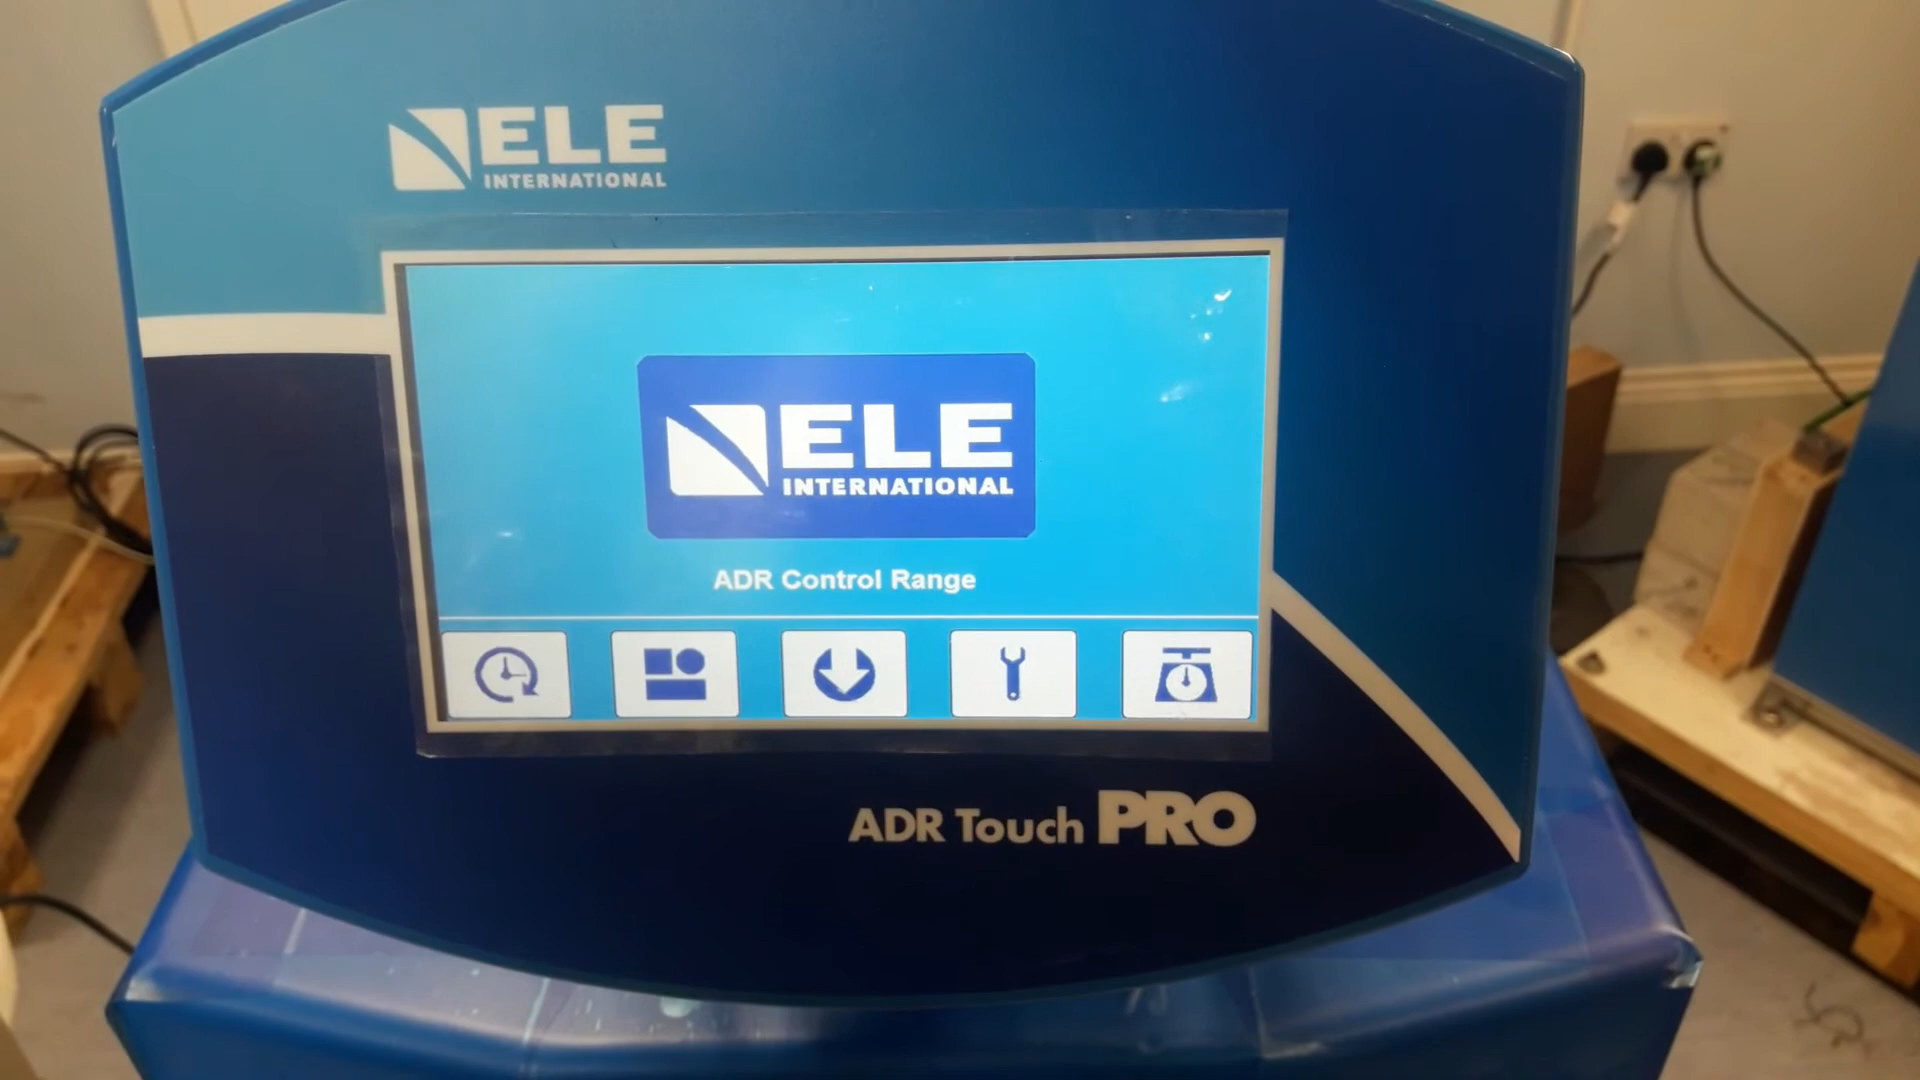 ELE
INTERNATIONAL
ELE
INTERNATIONAL
ADR Control Range
ADR Touch PRO